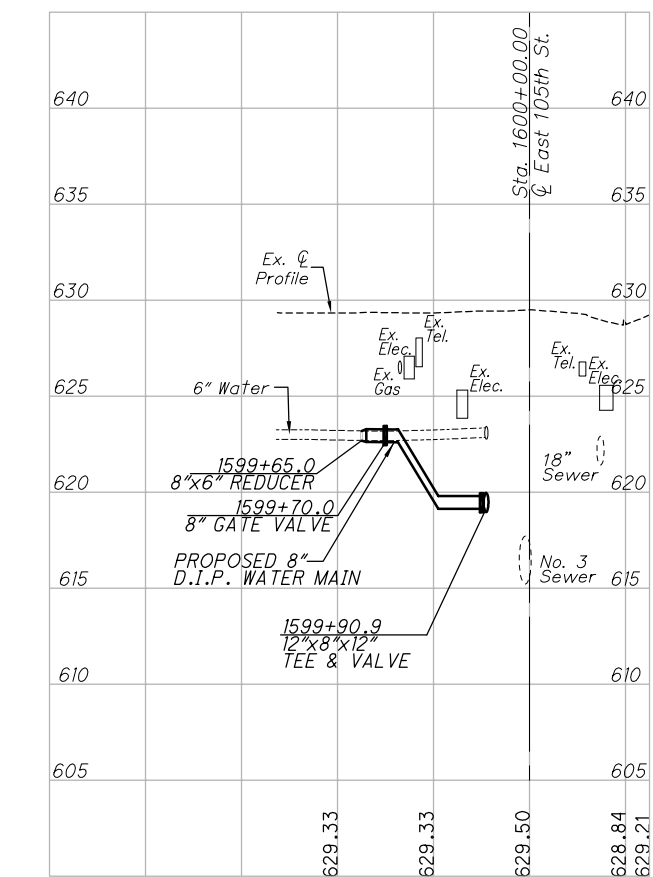 Sta. 1600+00.00
℄ East 105th St.
640
640
635
635
Ex. ℄
Profile
630
630
Ex.
Tel.
Ex.
Elec.
Ex.
Gas
Ex.
Elec.
Ex.
Tel.
Ex.
Elec.
625
625
6" Water
1599+65.0
8"x6" REDUCER
18"
Sewer
620
620
1599+70.0
8" GATE VALVE
PROPOSED 8"
D.I.P. WATER MAIN
No. 3
Sewer
615
615
1599+90.9
12"x8"x12"
TEE & VALVE
610
610
605
605
629.33
629.33
629.50
628.84
629.21